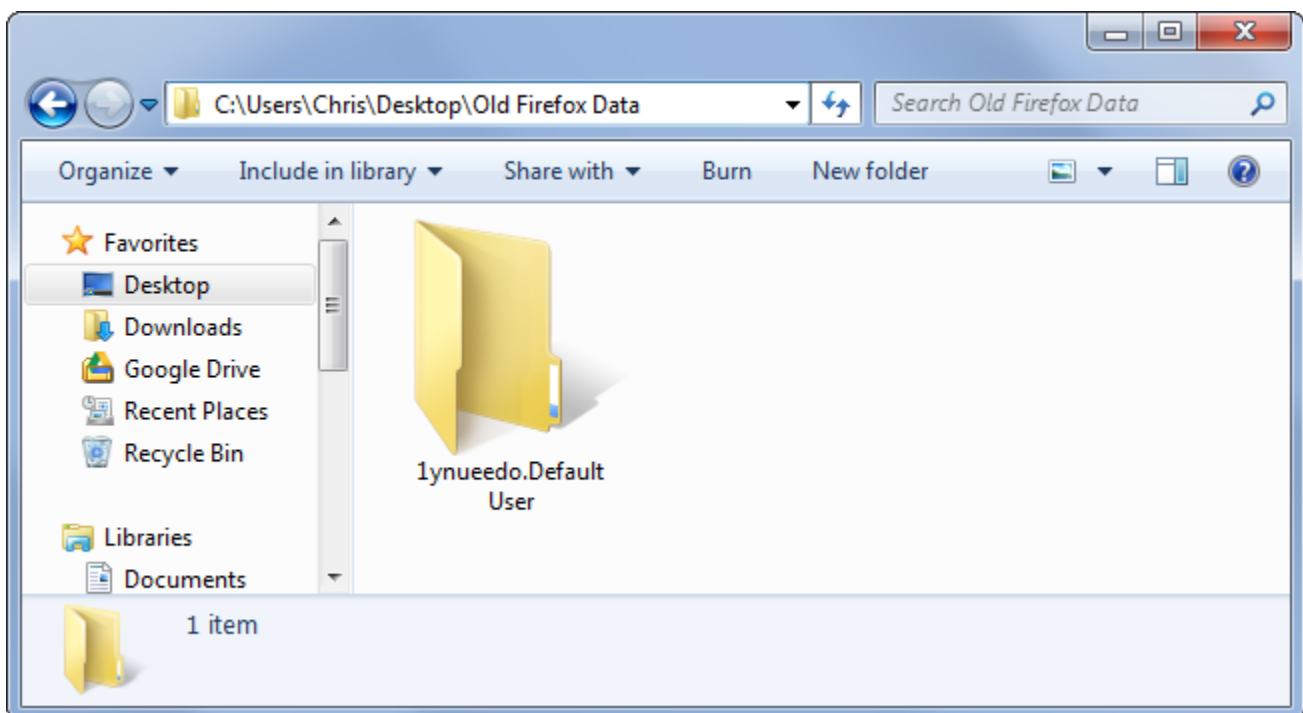 C:\Users\Chris\Desktop\Old Firefox Data
Search Old Firefox Data
Organize
Include in library
Share with
Burn
New folder
Favorites
Desktop
Downloads
Google Drive
Recent Places
Recycle Bin
Libraries
Documents
1ynueedo.Default
User
1 item